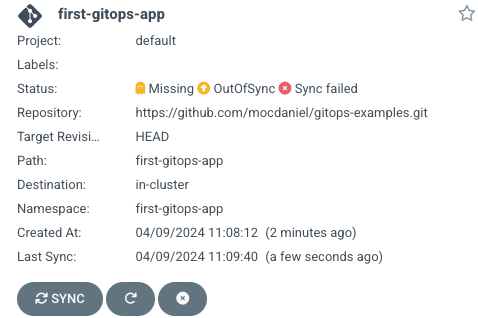 first-gitops-app
Project: default
Labels:
Status: Missing OutOfSync Sync failed
Repository: https://github.com/mocdaniel/gitops-examples.git
Target Revisi... HEAD
Path: first-gitops-app
Destination: in-cluster
Namespace: first-gitops-app
Created At: 04/09/2024 11:08:12 (2 minutes ago)
Last Sync: 04/09/2024 11:09:40 (a few seconds ago)
SYNC